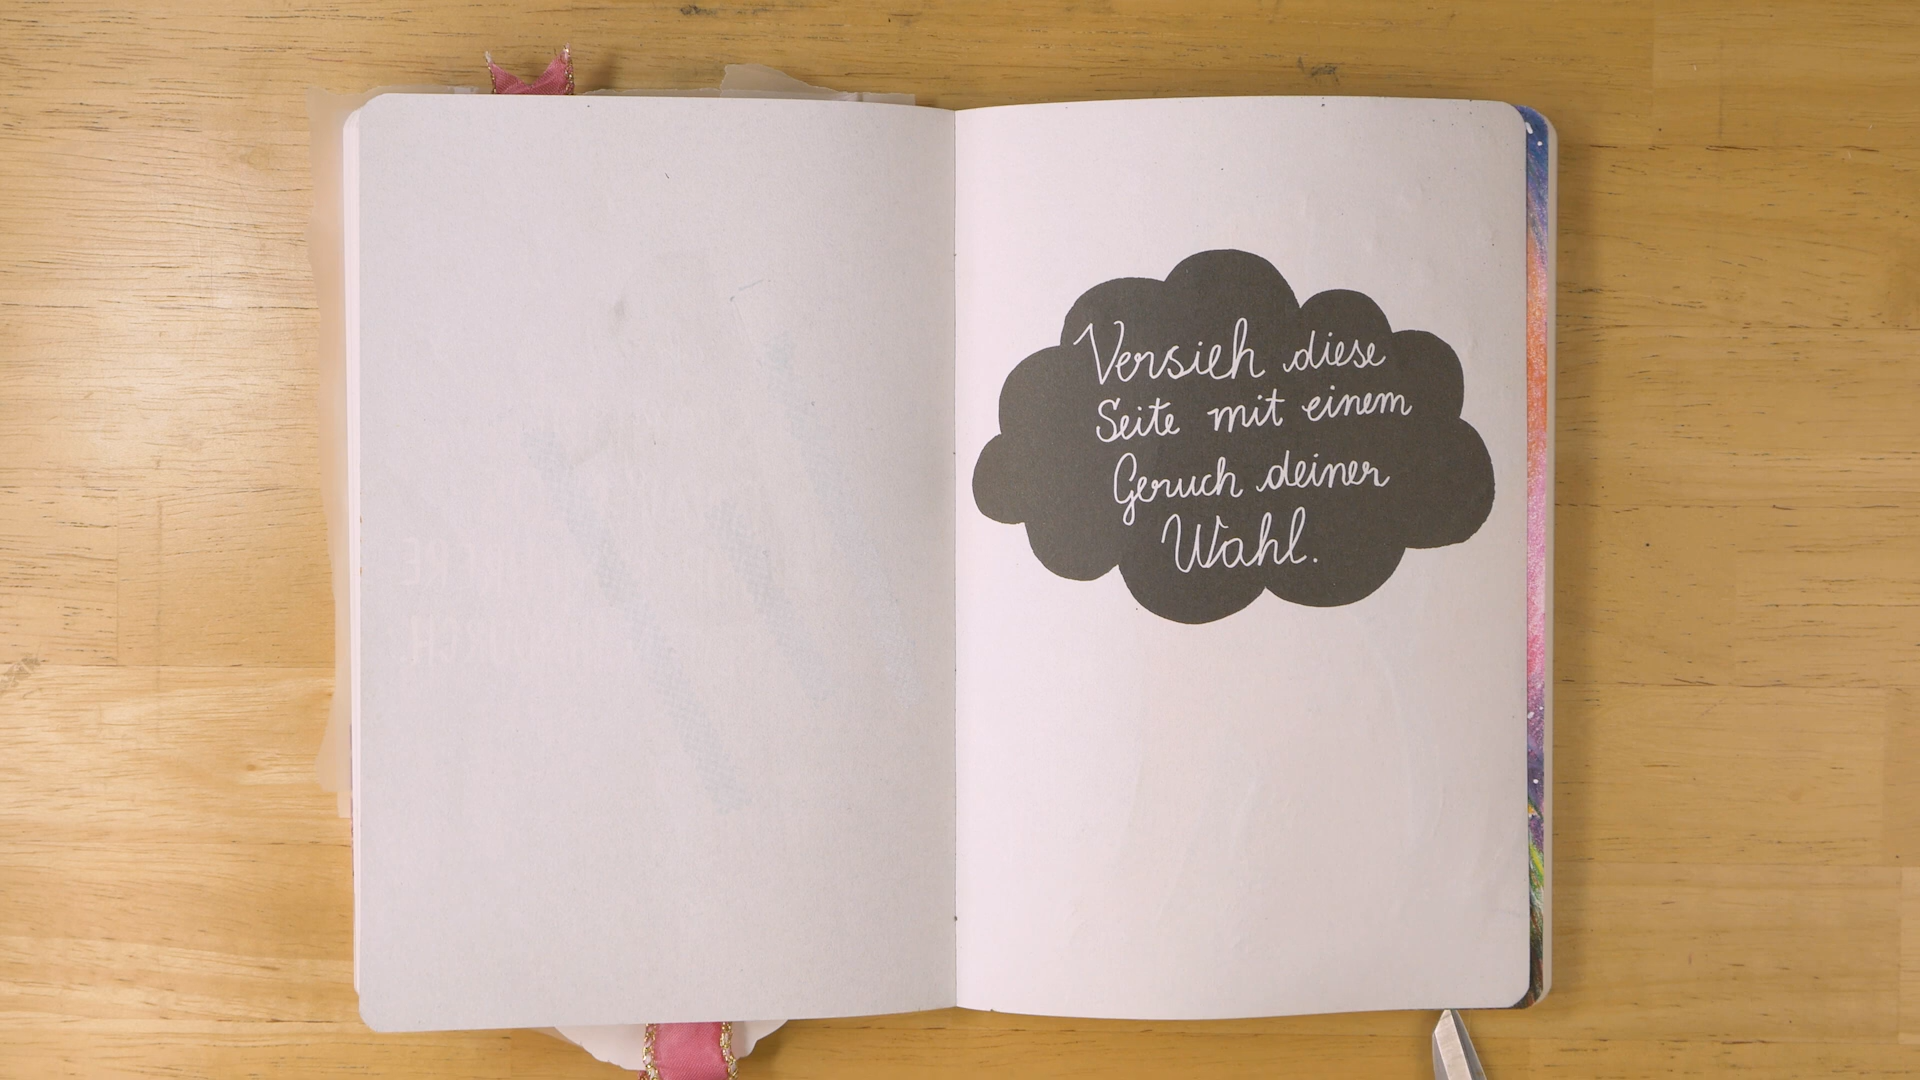 Versieh diese
Seite mit einem
Geruch deiner
Wahl.